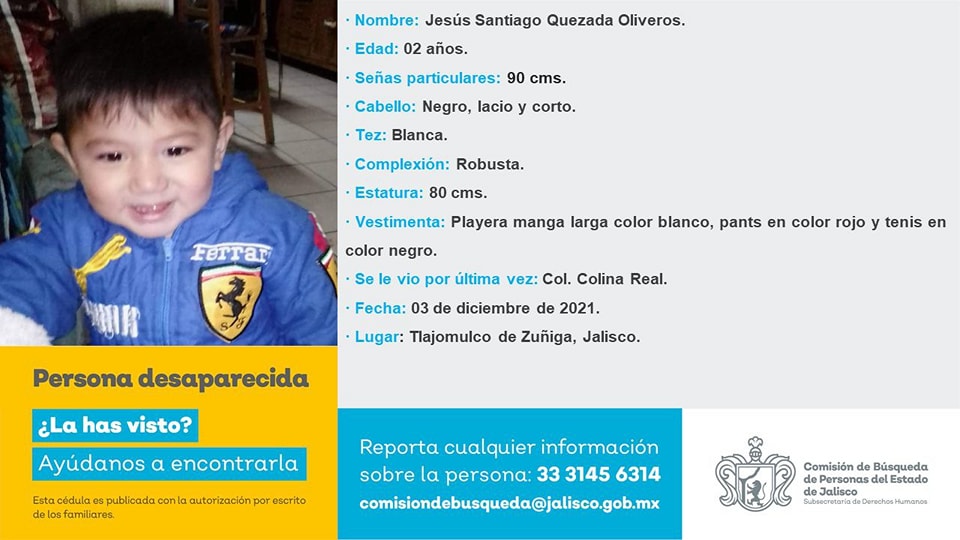 · Nombre: Jesús Santiago Quezada Oliveros.
· Edad: 02 años.
· Señas particulares: 90 cms.
· Cabello: Negro, lacio y corto.
· Tez: Blanca.
· Complexión: Robusta.
· Estatura: 80 cms.
· Vestimenta: Playera manga larga color blanco, pants en color rojo y tenis en
color negro.
· Se le vio por última vez: Col. Colina Real.
· Fecha: 03 de diciembre de 2021.
· Lugar: Tlajomulco de Zuñiga, Jalisco.
Ferrari
S F
Persona desaparecida
¿La has visto?
Ayúdanos a encontrarla
Esta cédula es publicada con la autorización por escrito
de los familiares.
Reporta cualquier información
sobre la persona: 33 3145 6314
comisiondebusqueda@jalisco.gob.mx
Comisión de Búsqueda
de Personas del Estado
de Jalisco
Subsecretaría de Derechos Humanos